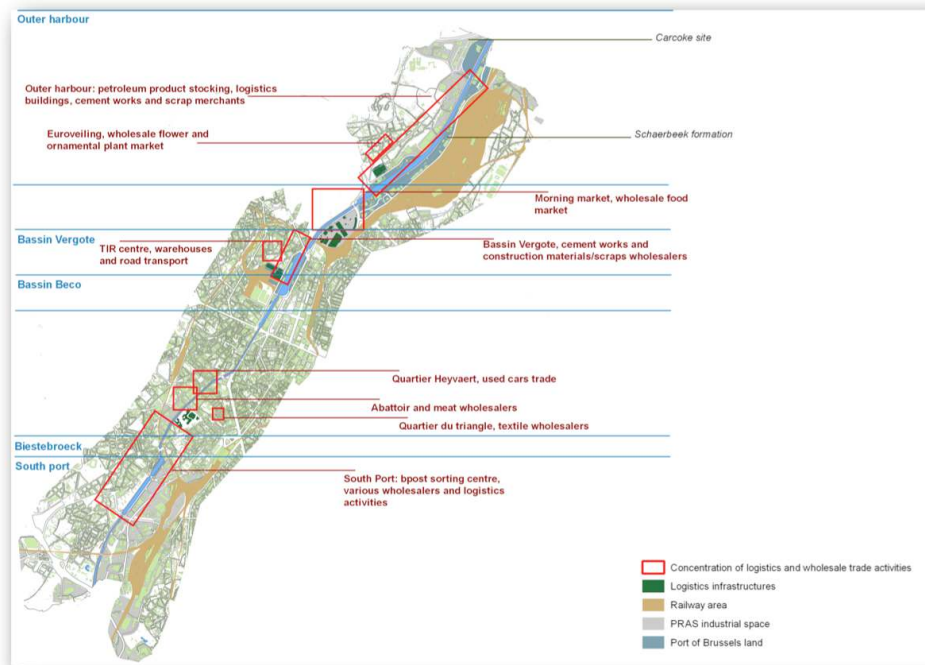 Outer harbour
Carcoke site
Outer harbour: petroleum product stocking, logistics
buildings, cement works and scrap merchants
Euroveiling, wholesale flower and
ornamental plant market
Schaerbeek formation
Morning market, wholesale food
market
Bassin Vergote
TIR centre, warehouses
and road transport
Bassin Vergote, cement works and
construction materials/scraps wholesalers
Bassin Beco
Quartier Heyvaert, used cars trade
Abattoir and meat wholesalers
Quartier du triangle, textile wholesalers
Biestebroeck
South port
South Port: bpost sorting centre,
various wholesalers and logistics
activities
Concentration of logistics and wholesale trade activities
Logistics infrastructures
Railway area
PRAS industrial space
Port of Brussels land